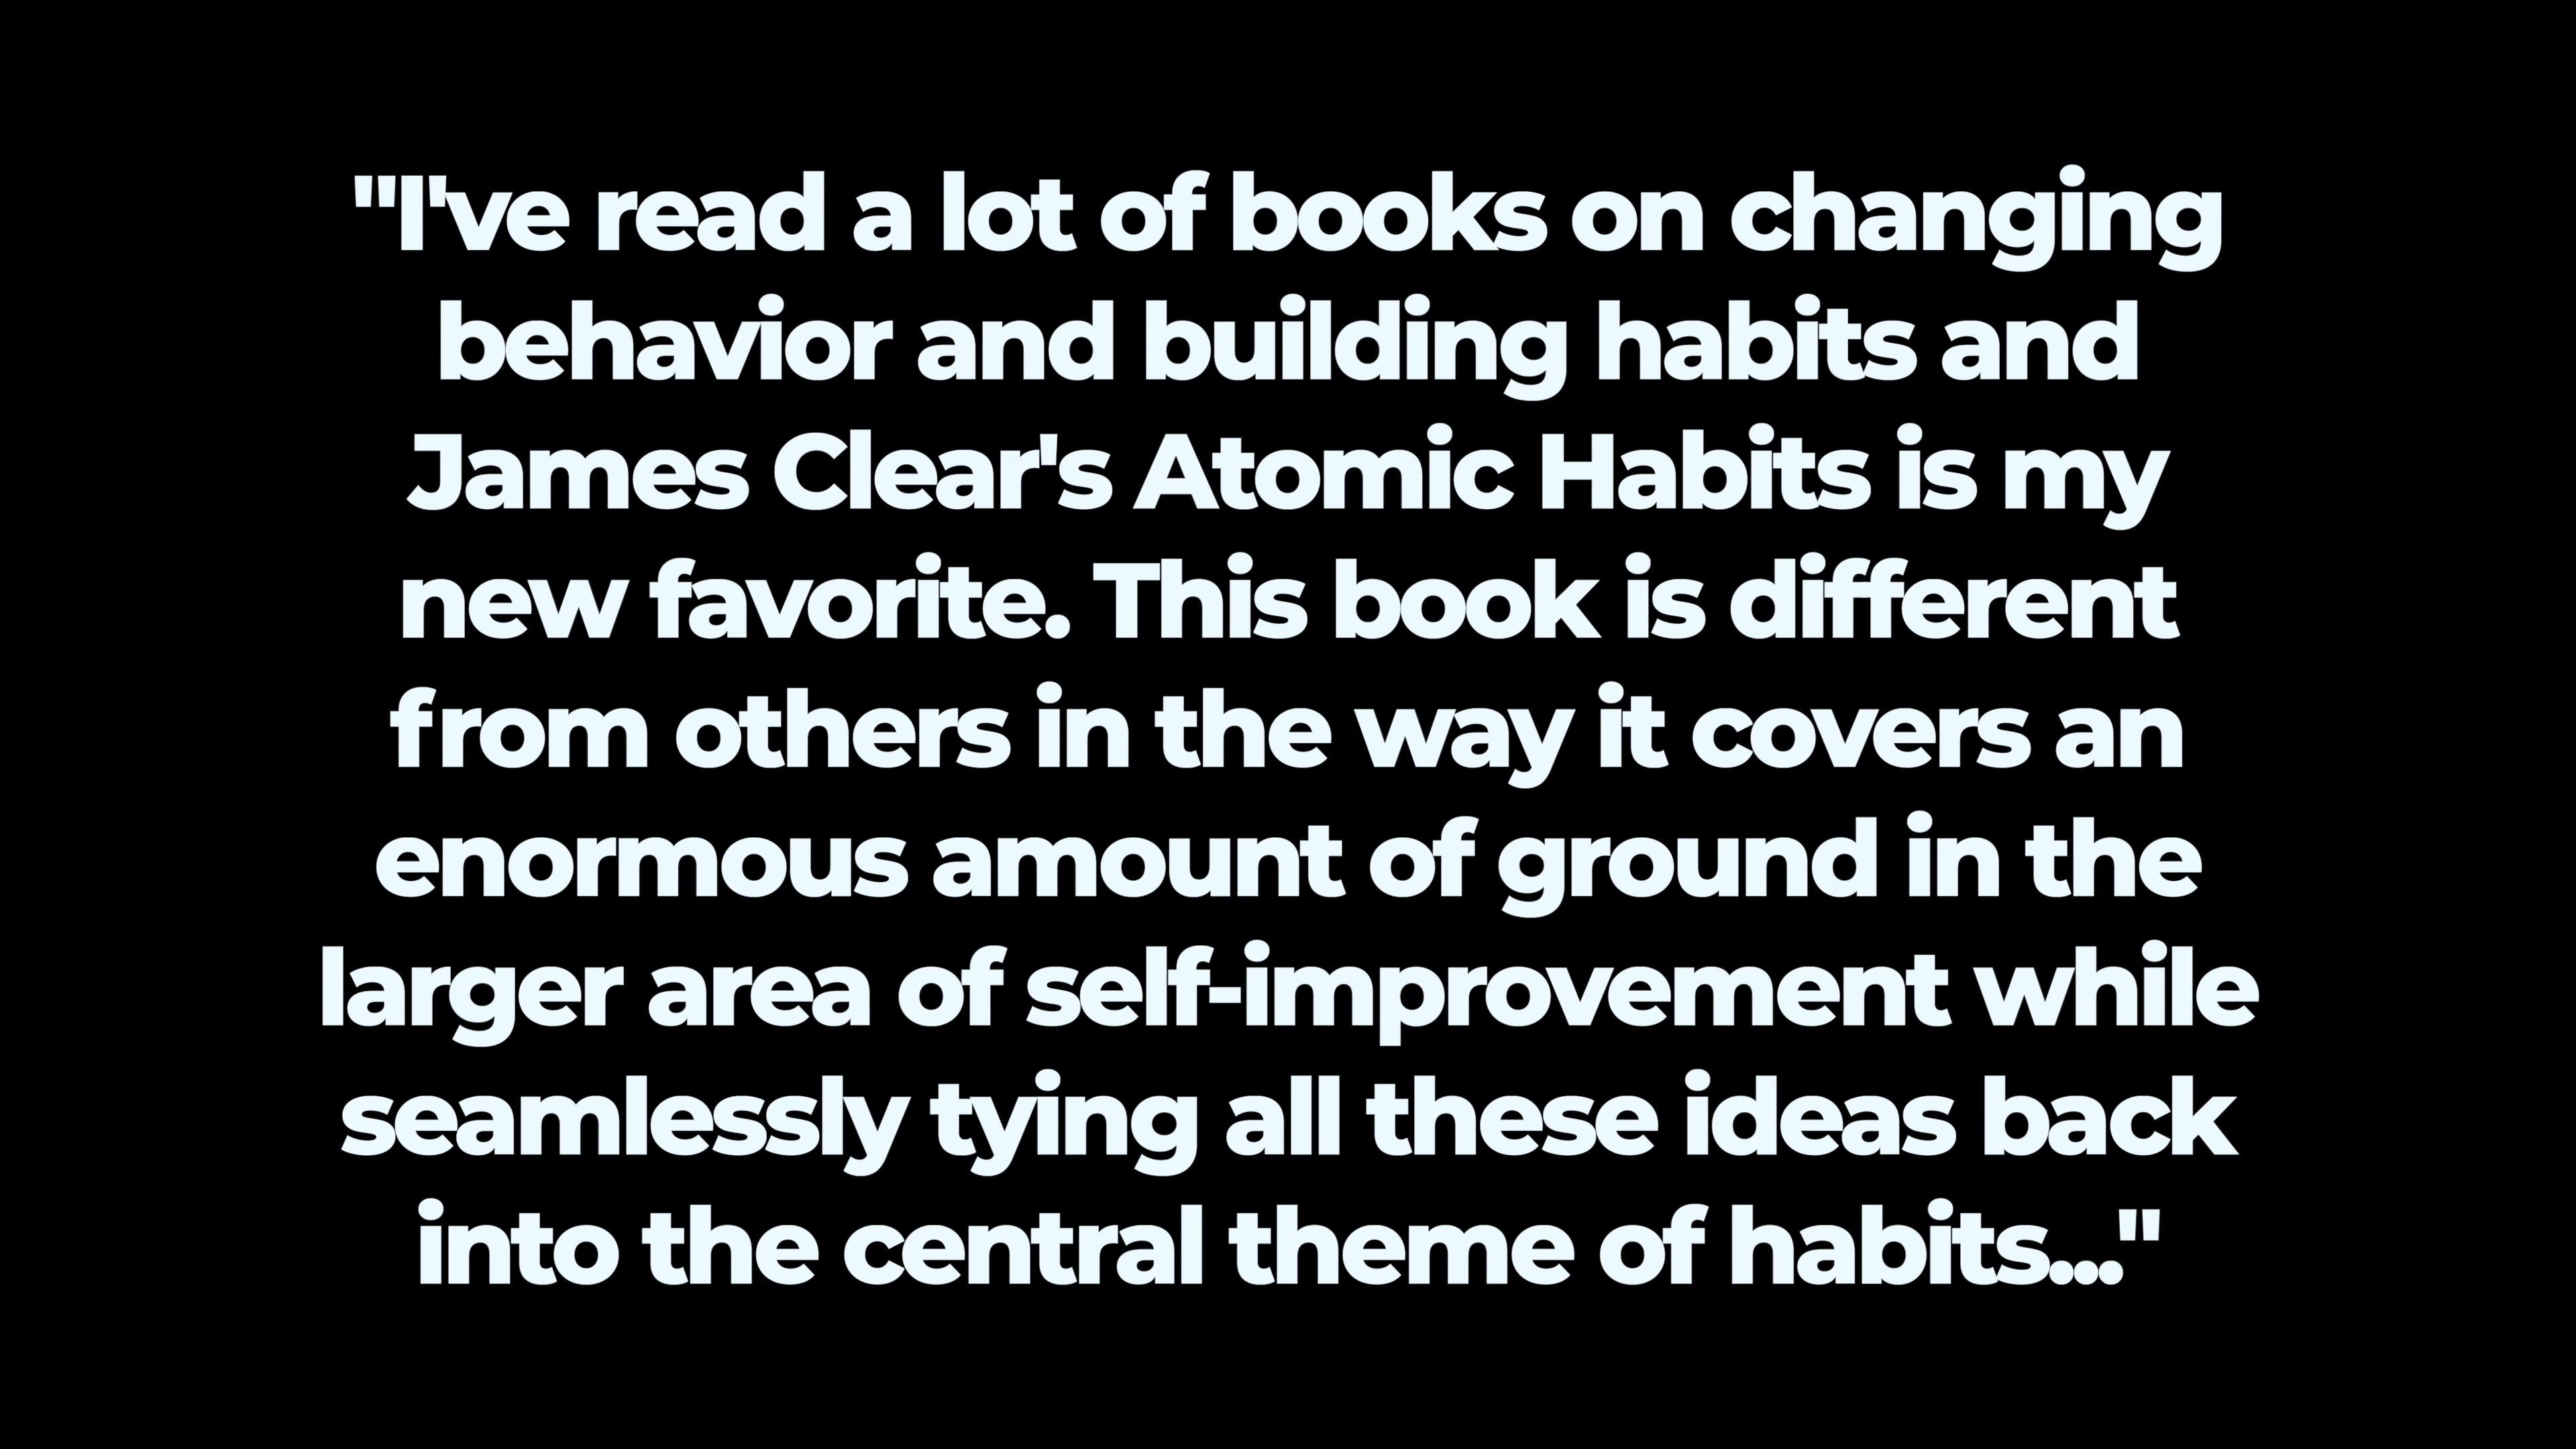 "I've read a lot of books on changing
behavior and building habits and
James Clear's Atomic Habits is my
new favorite. This book is different
from others in the way it covers an
enormous amount of ground in the
larger area of self-improvement while
seamlessly tying all these ideas back
into the central theme of habits..."